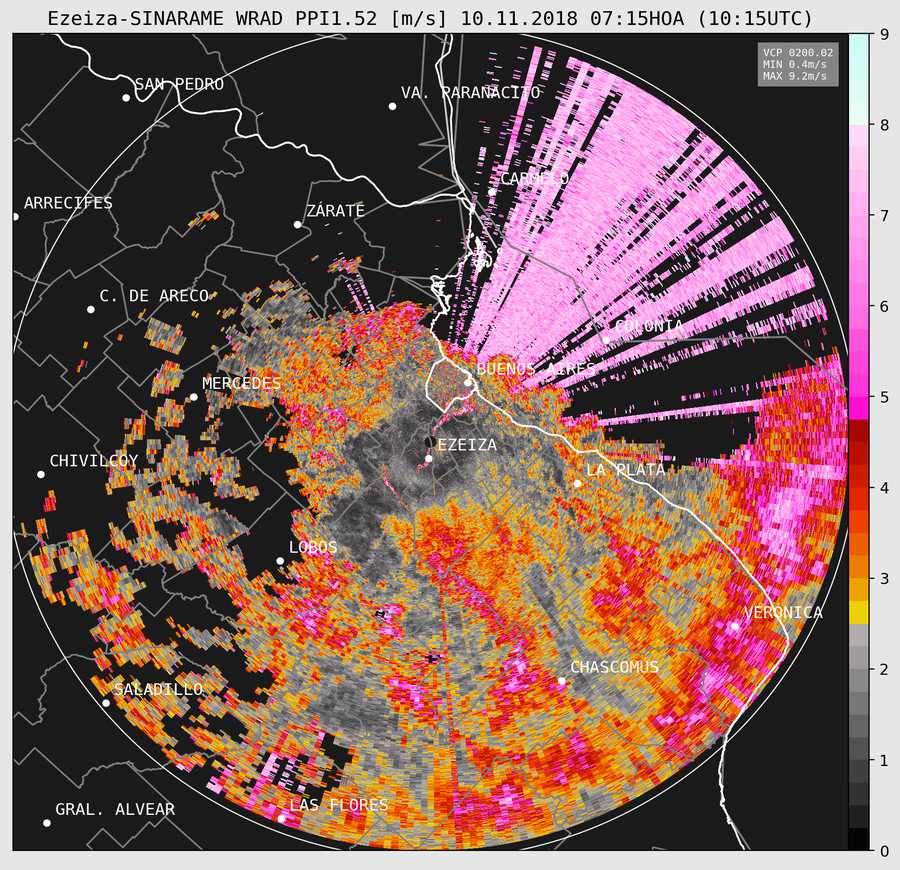 Ezeiza-SINARAME WRAD PPI1.52 [m/s] 10.11.2018 07:15HOA (10:15UTC)
VCP 0200.02
MIN 0.4m/s
MAX 9.2m/s
9
8
7
6
5
4
3
2
1
0
SAN PEDRO
VA. PARANACITO
CARMELO
ARRECIFES
ZÁRATE
C. DE ARECO
COLONIA
BUENOS AIRES
MERCEDES
EZEIZA
CHIVILCOY
LA PLATA
LOBOS
VERÓNICA
CHASCOMÚS
SALADILLO
LAS FLORES
GRAL. ALVEAR